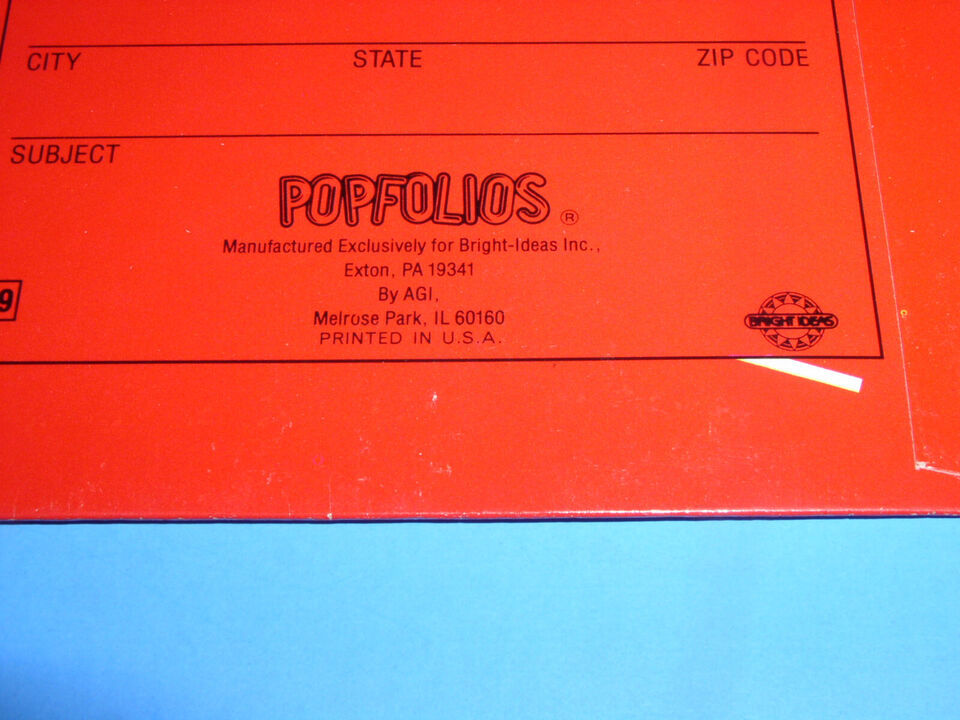 CITY STATE ZIP CODE
SUBJECT
POPFOLIOS ®
Manufactured Exclusively for Bright-Ideas Inc.,
Exton, PA 19341
By AGI,
9
Melrose Park, IL 60160
BRIGHT IDEAS
PRINTED IN U.S.A.